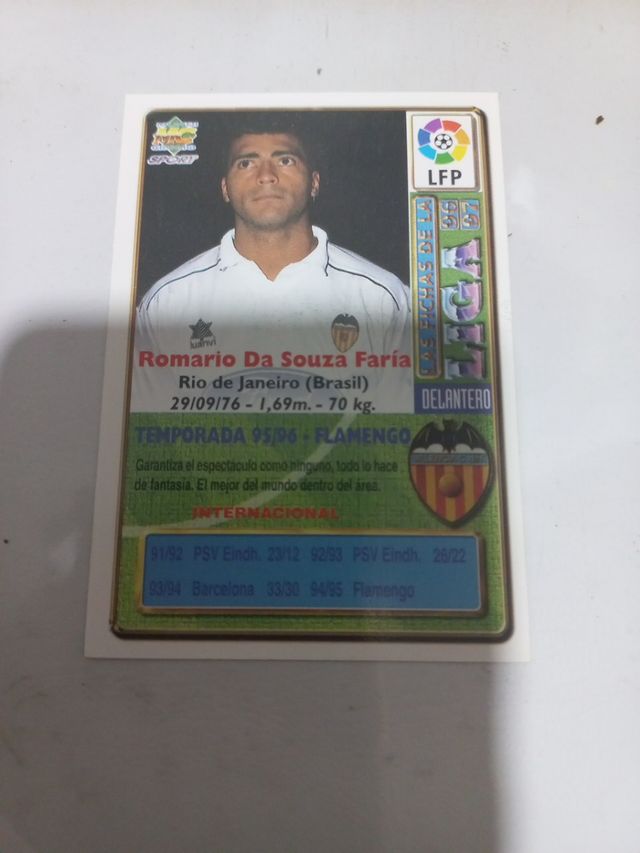 SPORT
LFP
LAS FICHAS DE LA
LIGA
96
97
luanvi
Romario Da Souza Faría
Rio de Janeiro (Brasil)
29/09/76 - 1,69m. - 70 kg.
DELANTERO
TEMPORADA 95/96 - FLAMENGO
Garantiza el espectáculo como ninguno, todo lo hace
de fantasía. El mejor del mundo dentro del área.
INTERNACIONAL
91/92 PSV Eindh. 23/12 92/93 PSV Eindh. 26/22
93/94 Barcelona 33/30 94/95 Flamengo